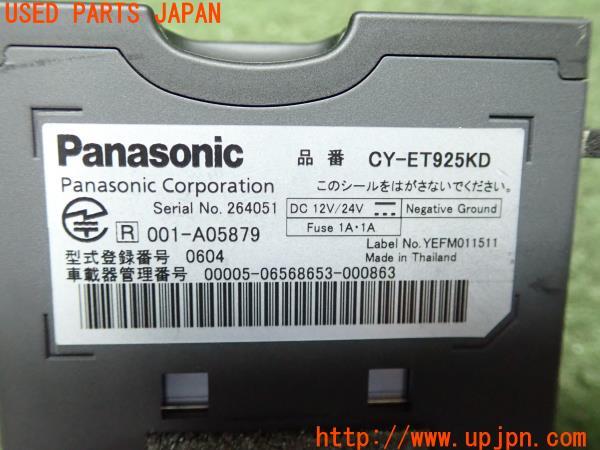 USED PARTS JAPAN
Panasonic 品番 CY-ET925KD
Panasonic Corporation このシールをはがさないでください。
Serial No. 264051 DC 12V/24V Negative Ground
Fuse 1A・1A
R 001-A05879
Label No. YEFM011511
型式登録番号 0604 Made in Thailand
車載器管理番号 00005-06568653-000863
U.P.J http://www.upjpn.com